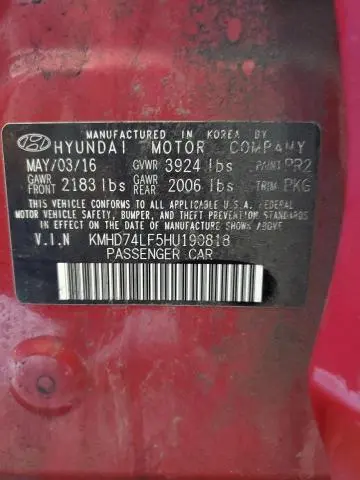 MANUFACTURED IN KOREA BY
HYUNDAI MOTOR COMPANY
MAY/03/16 GVWR 3924 lbs PAINT PR2
GAWR FRONT 2183 lbs GAWR REAR 2006 lbs TRIM PKG
THIS VEHICLE CONFORMS TO ALL APPLICABLE FEDERAL
MOTOR VEHICLE SAFETY, BUMPER, AND THEFT PREVENTION STANDARDS
IN EFFECT ON THE DATE OF MANUFACTURE SHOWN ABOVE
V.I.N KMHD74LF5HU190818
PASSENGER CAR